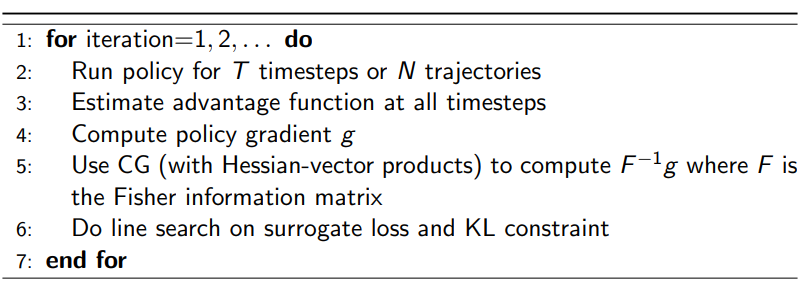 1: for iteration=1, 2, . . . do
2: Run policy for T timesteps or N trajectories
3: Estimate advantage function at all timesteps
4: Compute policy gradient g
5: Use CG (with Hessian-vector products) to compute F⁻¹g where F is
the Fisher information matrix
6: Do line search on surrogate loss and KL constraint
7: end for